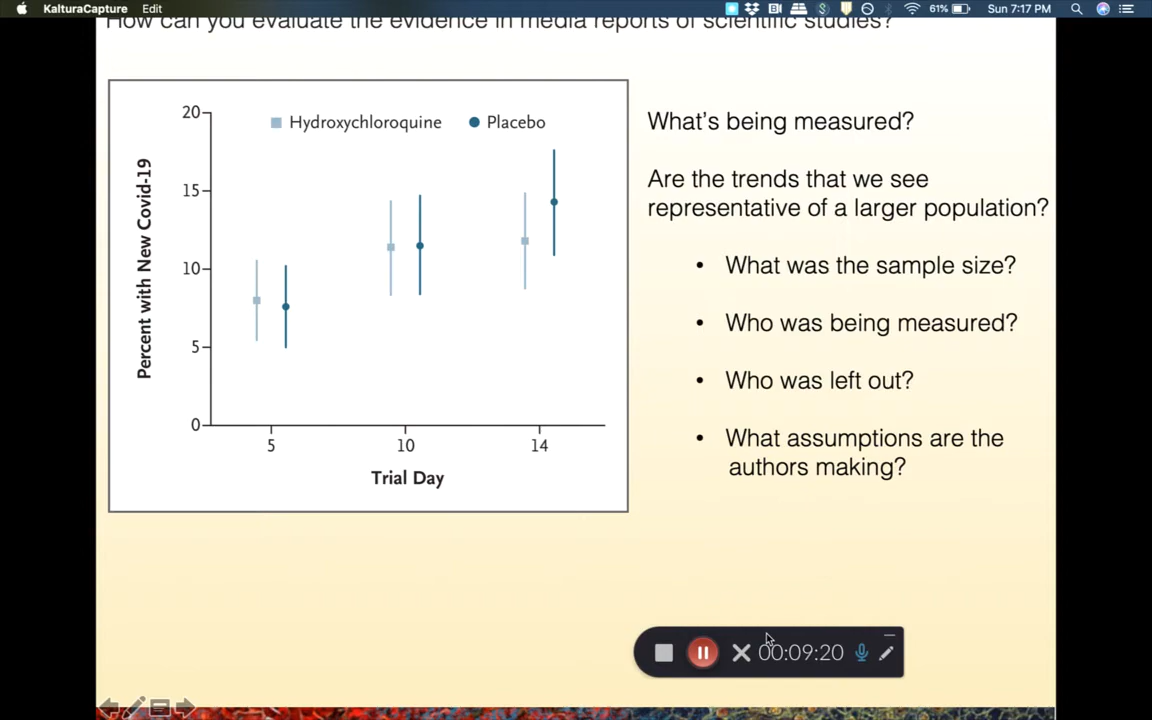 KalturaCapture Edit
61% Sun 7:17 PM
How can you evaluate the evidence in media reports of scientific studies?
Hydroxychloroquine Placebo
Percent with New Covid-19
20
15
10
5
0
5 10 14
Trial Day
What's being measured?
Are the trends that we see
representative of a larger population?
• What was the sample size?
• Who was being measured?
• Who was left out?
• What assumptions are the
authors making?
00:09:20